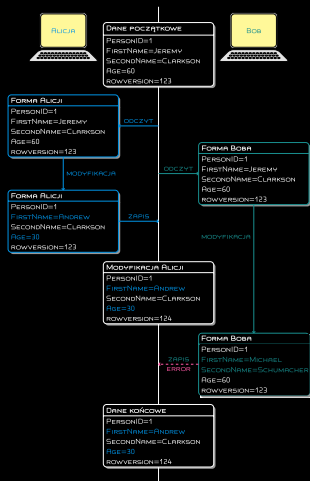 Alicja
Bob
Dane początkowe
PersonID=1
FirstName=Jeremy
SecondName=Clarkson
Age=60
rowversion=123
Forma Alicji
PersonID=1
FirstName=Jeremy
SecondName=Clarkson
Age=60
rowversion=123
odczyt
Forma Boba
PersonID=1
FirstName=Jeremy
SecondName=Clarkson
Age=60
rowversion=123
odczyt
modyfikacja
Forma Alicji
PersonID=1
FirstName=Andrew
SecondName=Clarkson
Age=30
rowversion=123
zapis
modyfikacja
Modyfikacja Alicji
PersonID=1
FirstName=Andrew
SecondName=Clarkson
Age=30
rowversion=124
Forma Boba
PersonID=1
FirstName=Michael
SecondName=Schumacher
Age=60
rowversion=123
zapis
error
Dane końcowe
PersonID=1
FirstName=Andrew
SecondName=Clarkson
Age=30
rowversion=124